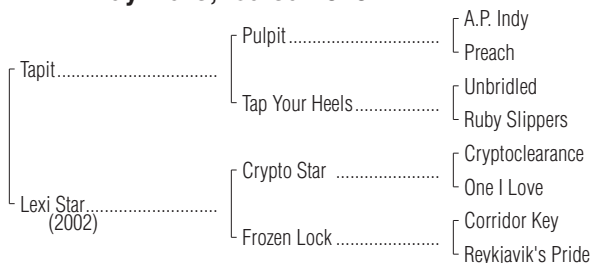 A.P. Indy
Pulpit
Preach
Tapit
Unbridled
Tap Your Heels
Ruby Slippers
Cryptoclearance
Crypto Star
One I Love
Lexi Star
(2002)
Corridor Key
Frozen Lock
Reykjavik's Pride